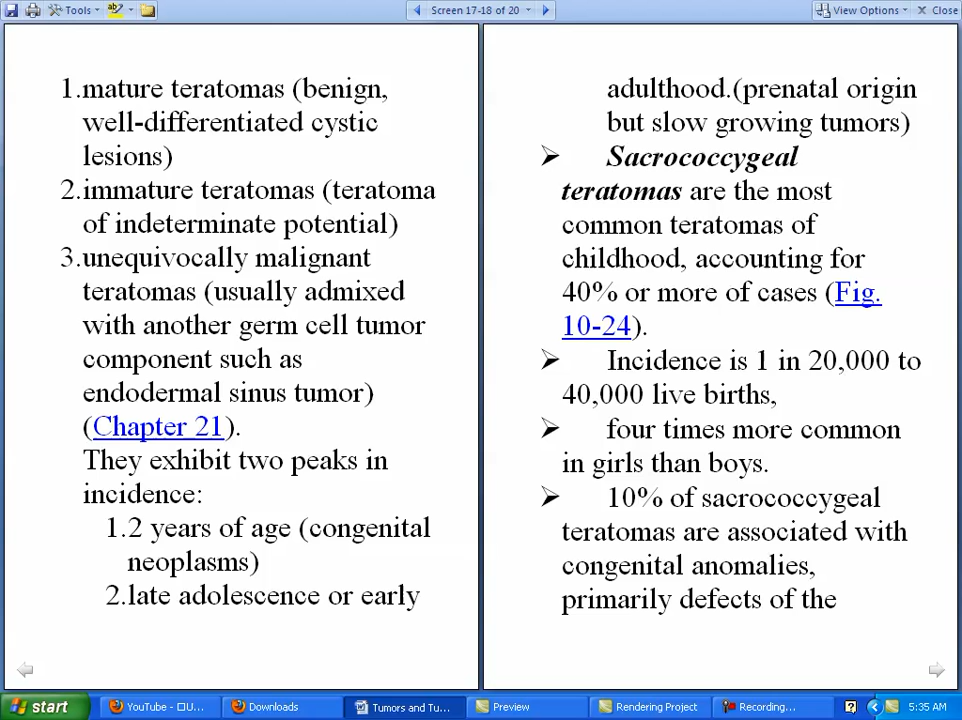 Tools
Screen 17-18 of 20
View Options
Close
1.mature teratomas (benign,
well-differentiated cystic
lesions)
2.immature teratomas (teratoma
of indeterminate potential)
3.unequivocally malignant
teratomas (usually admixed
with another germ cell tumor
component such as
endodermal sinus tumor)
(Chapter 21).
They exhibit two peaks in
incidence:
1.2 years of age (congenital
neoplasms)
2.late adolescence or early
adulthood.(prenatal origin
but slow growing tumors)
Sacrococcygeal
teratomas are the most
common teratomas of
childhood, accounting for
40% or more of cases (Fig.
10-24).
Incidence is 1 in 20,000 to
40,000 live births,
four times more common
in girls than boys.
10% of sacrococcygeal
teratomas are associated with
congenital anomalies,
primarily defects of the
start
YouTube - □U...
Downloads
Tumors and Tu...
Preview
Rendering Project
Recording...
5:35 AM